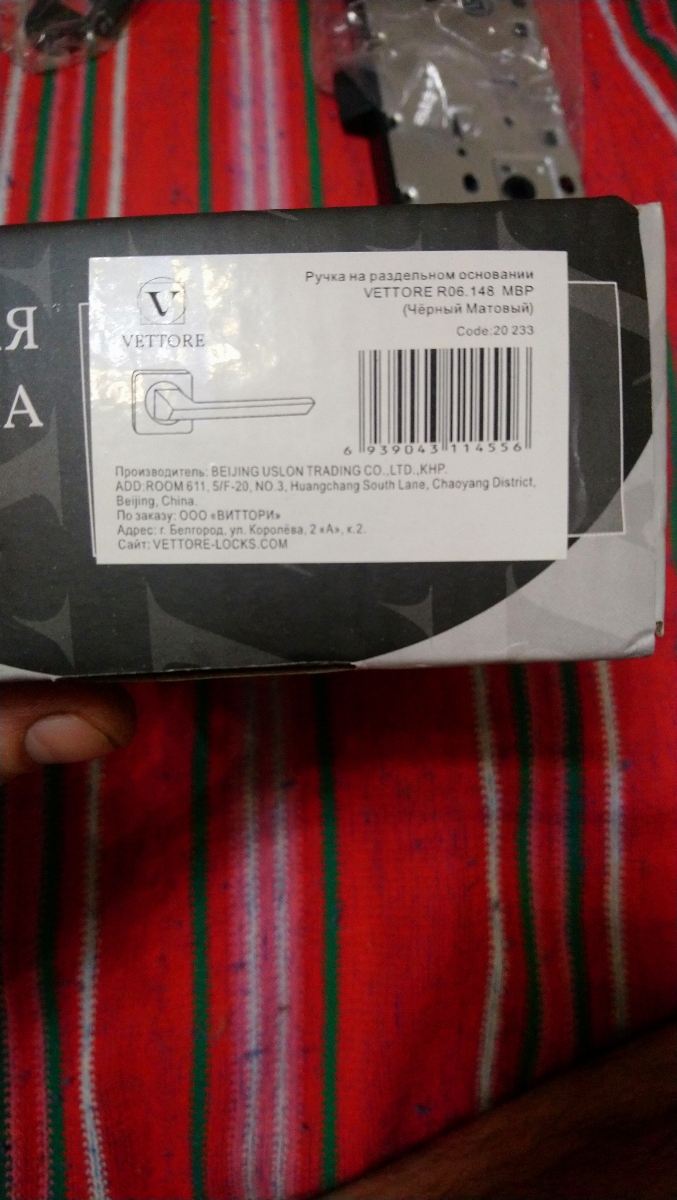 Я
А
V
VETTORE
Ручка на раздельном основании
VETTORE R06.148 MBP
(Чёрный Матовый)
Code:20 233
6 939043 114556
Производитель: BEIJING USLON TRADING CO.,LTD.,КНР.
ADD:ROOM 611, 5/F-20, NO.3, Huangchang South Lane, Chaoyang District,
Beijing, China.
По заказу: ООО «ВИТТОРИ»
Адрес: г. Белгород, ул. Королёва, 2 «А», к.2.
Сайт: VETTORE-LOCKS.COM